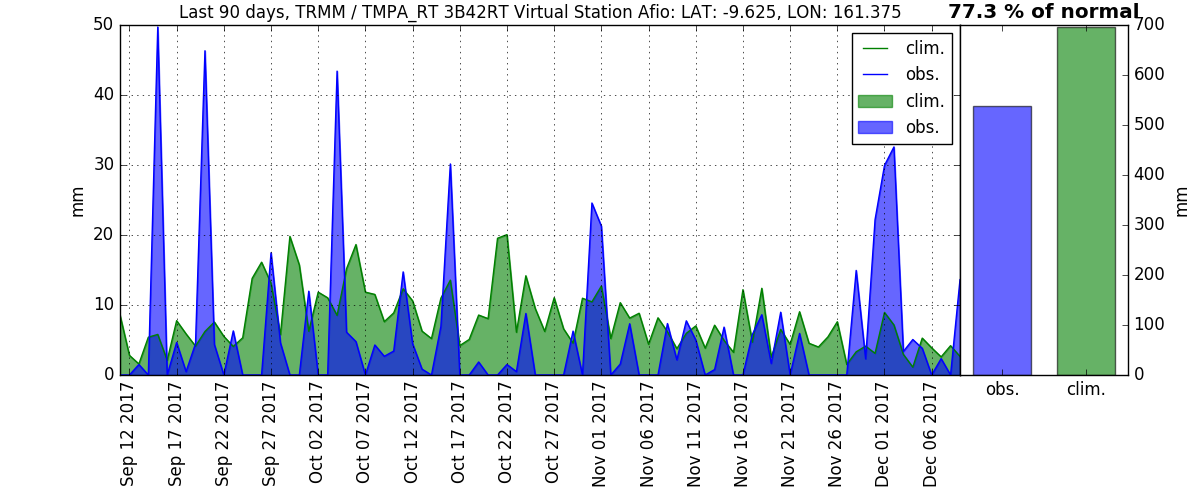 Last 90 days, TRMM / TMPA_RT 3B42RT Virtual Station Afio: LAT: -9.625, LON: 161.375
77.3 % of normal
50
40
30
20
10
0
mm
clim.
obs.
clim.
obs.
700
600
500
400
300
200
100
0
mm
obs.
clim.
Sep 12 2017
Sep 17 2017
Sep 22 2017
Sep 27 2017
Oct 02 2017
Oct 07 2017
Oct 12 2017
Oct 17 2017
Oct 22 2017
Oct 27 2017
Nov 01 2017
Nov 06 2017
Nov 11 2017
Nov 16 2017
Nov 21 2017
Nov 26 2017
Dec 01 2017
Dec 06 2017